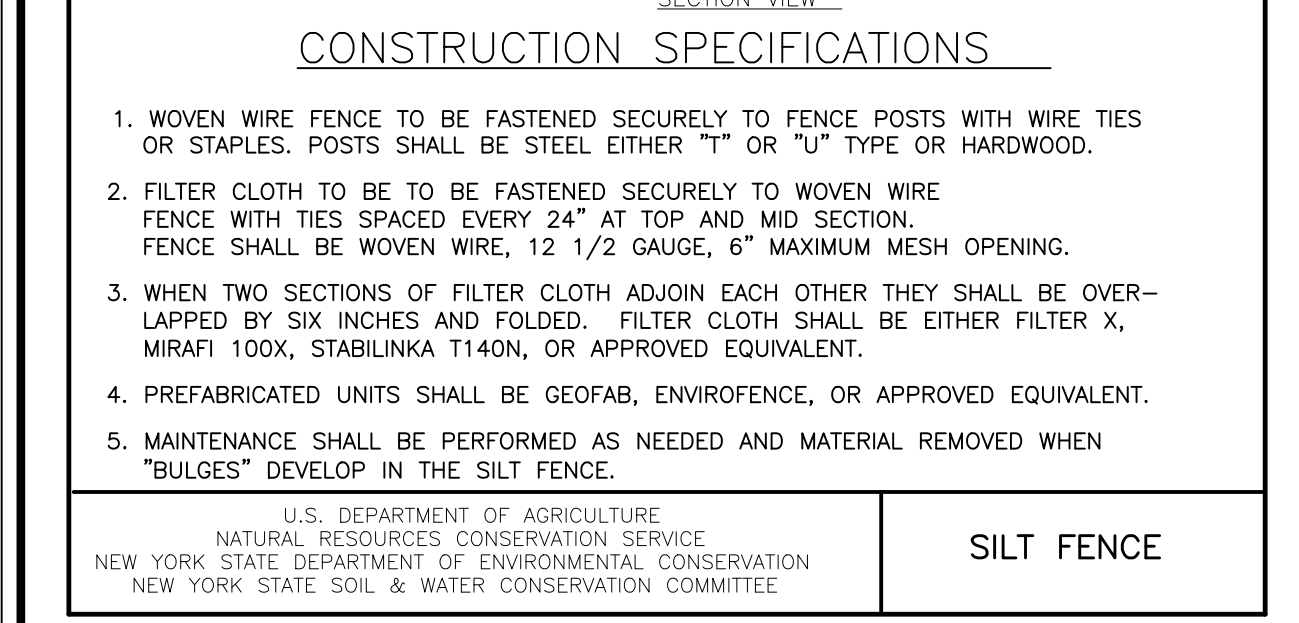 SECTION VIEW
CONSTRUCTION SPECIFICATIONS
1. WOVEN WIRE FENCE TO BE FASTENED SECURELY TO FENCE POSTS WITH WIRE TIES
OR STAPLES. POSTS SHALL BE STEEL EITHER "T" OR "U" TYPE OR HARDWOOD.
2. FILTER CLOTH TO BE TO BE FASTENED SECURELY TO WOVEN WIRE
FENCE WITH TIES SPACED EVERY 24" AT TOP AND MID SECTION.
FENCE SHALL BE WOVEN WIRE, 12 1/2 GAUGE, 6" MAXIMUM MESH OPENING.
3. WHEN TWO SECTIONS OF FILTER CLOTH ADJOIN EACH OTHER THEY SHALL BE OVER-
LAPPED BY SIX INCHES AND FOLDED. FILTER CLOTH SHALL BE EITHER FILTER X,
MIRAFI 100X, STABILINKA T140N, OR APPROVED EQUIVALENT.
4. PREFABRICATED UNITS SHALL BE GEOFAB, ENVIROFENCE, OR APPROVED EQUIVALENT.
5. MAINTENANCE SHALL BE PERFORMED AS NEEDED AND MATERIAL REMOVED WHEN
"BULGES" DEVELOP IN THE SILT FENCE.
U.S. DEPARTMENT OF AGRICULTURE
NATURAL RESOURCES CONSERVATION SERVICE
NEW YORK STATE DEPARTMENT OF ENVIRONMENTAL CONSERVATION
NEW YORK STATE SOIL & WATER CONSERVATION COMMITTEE
SILT FENCE